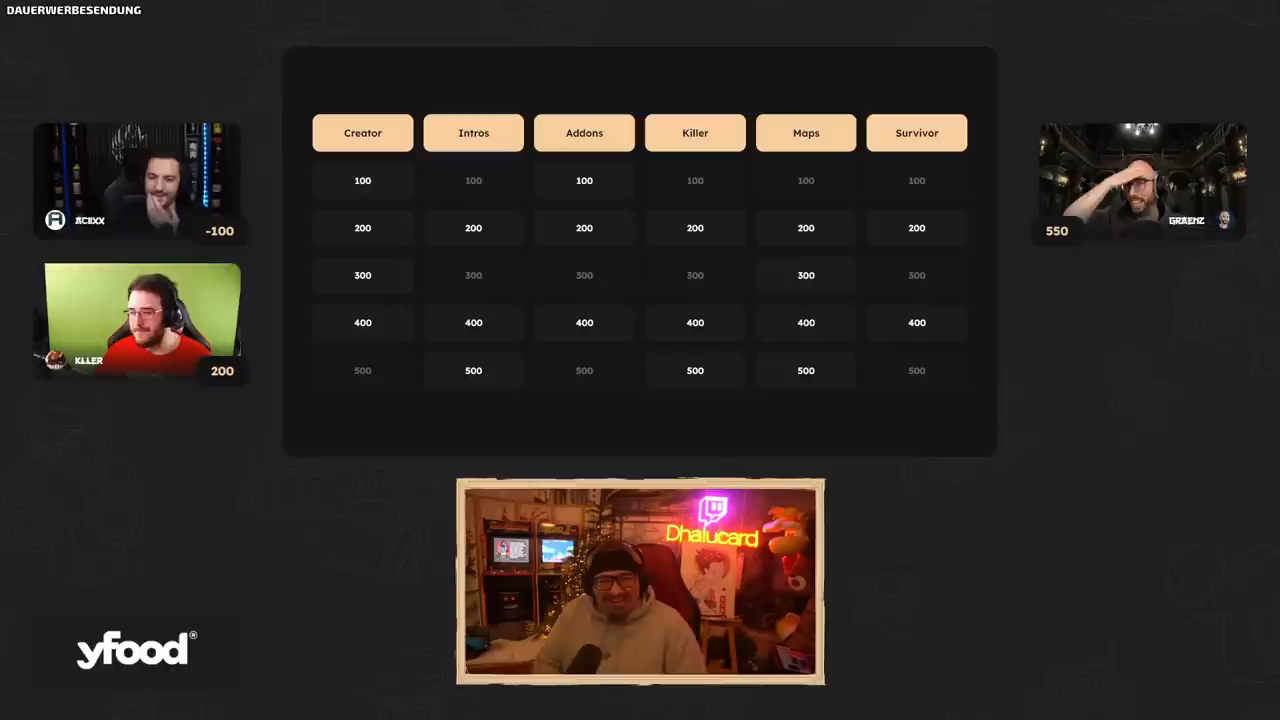 DAUERWERBESENDUNG
Creator Intros Addons Killer Maps Survivor
100 100 100 100 100 100
200 200 200 200 200 200
300 300 300 300 300 300
400 400 400 400 400 400
500 500 500 500 500 500
ACIIXX
-100
KLLER
200
GRAENZ
550
Dhalucard
yfood®